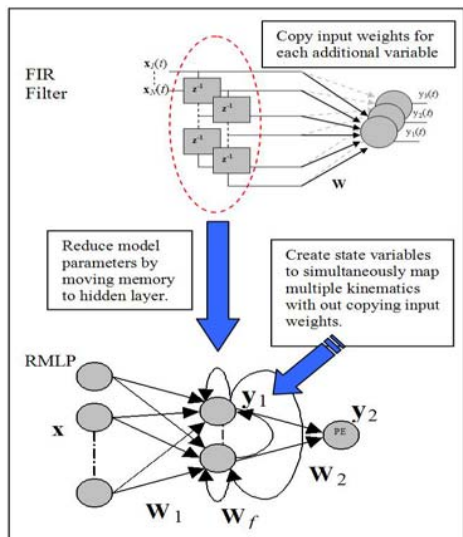 Copy input weights for
each additional variable
FIR
Filter
x₁(t)
x_N(t)
z⁻¹
z⁻¹
z⁻¹
z⁻¹
y₃(t)
y₂(t)
y₁(t)
W
Reduce model
parameters by
moving memory
to hidden layer.
Create state variables
to simultaneously map
multiple kinematics
with out copying input
weights.
RMLP
x
y₁
y₂
PE
W₁
W_f
W₂